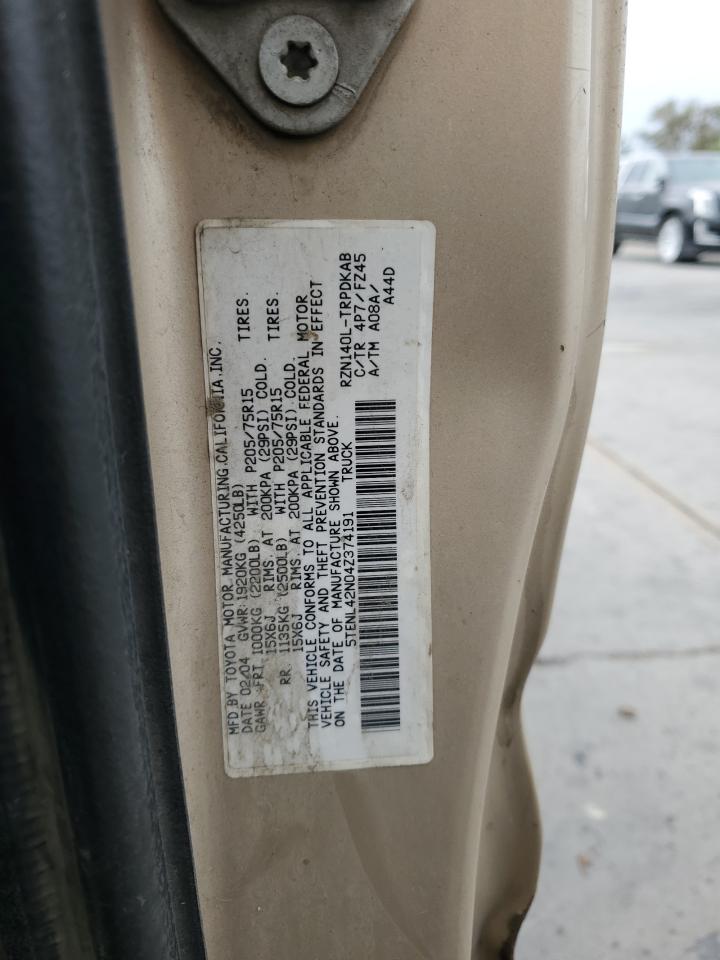 MFD.BY TOYOTA MOTOR MANUFACTURING,CALIFORNIA,INC.
DATE 02/04 GVWR:1920KG (4250LB)
GAWR FRT 1000KG (2200LB) WITH P205/75R15 TIRES.
15X6J RIMS. AT 200KPA (29PSI) COLD.
RR 1135KG (2500LB) WITH P205/75R15 TIRES.
15X6J RIMS. AT 200KPA (29PSI) COLD.
THIS VEHICLE CONFORMS TO ALL APPLICABLE FEDERAL MOTOR
VEHICLE SAFETY AND THEFT PREVENTION STANDARDS IN EFFECT
ON THE DATE OF MANUFACTURE SHOWN ABOVE.
5TENL42N04Z374191 TRUCK
RZN140L-TRPDKAB
C/TR 4P7/FZ45
A/TM A08A/
A44D